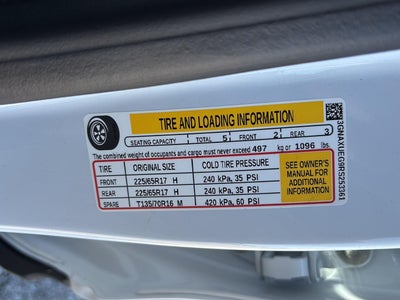 TIRE AND LOADING INFORMATION
SEATING CAPACITY TOTAL 5 FRONT 2 REAR 3
The combined weight of occupants and cargo must never exceed 497 kg or 1096 lbs.
TIRE ORIGINAL SIZE COLD TIRE PRESSURE
FRONT 225/65R17 H 240 kPa, 35 PSI
REAR 225/65R17 H 240 kPa, 35 PSI
SPARE T135/70R16 M 420 kPa, 60 PSI
SEE OWNER'S
MANUAL FOR
ADDITIONAL
INFORMATION
3GNAXUEG9RS253361